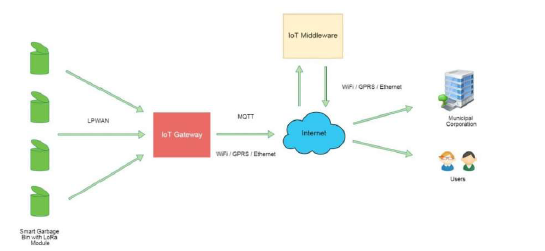 IoT Middleware
WiFi / GPRS / Ethernet
LPWAN
IoT Gateway
MQTT
WiFi / GPRS / Ethernet
Internet
Municipal
Corporation
Users
Smart Garbage
Bin with LoRa
Module